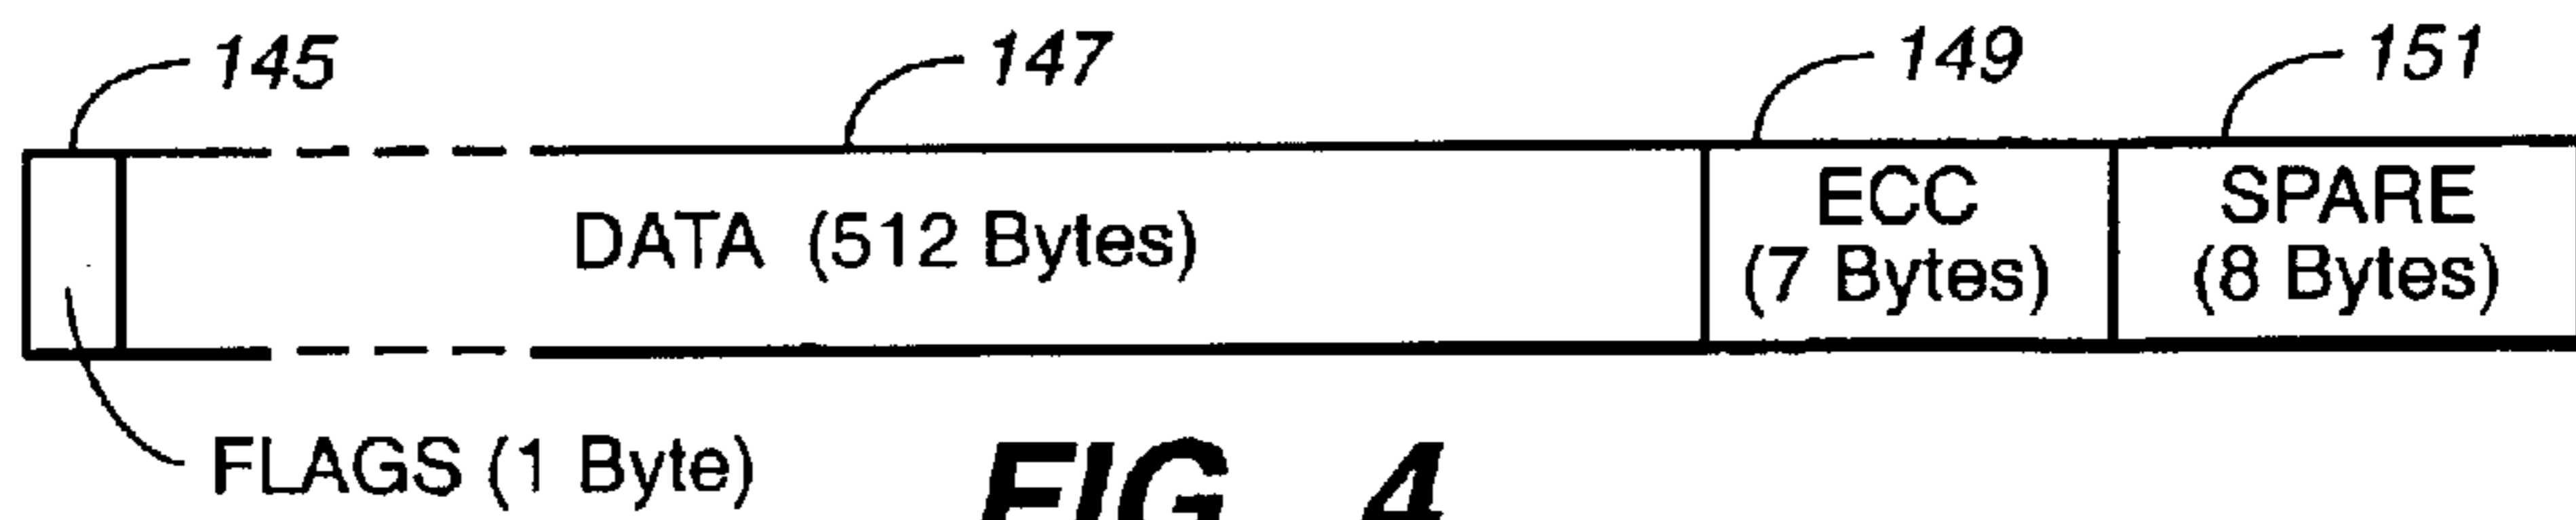 145
147
149
151
DATA (512 Bytes)
ECC
(7 Bytes)
SPARE
(8 Bytes)
FLAGS (1 Byte)
FIG. 4